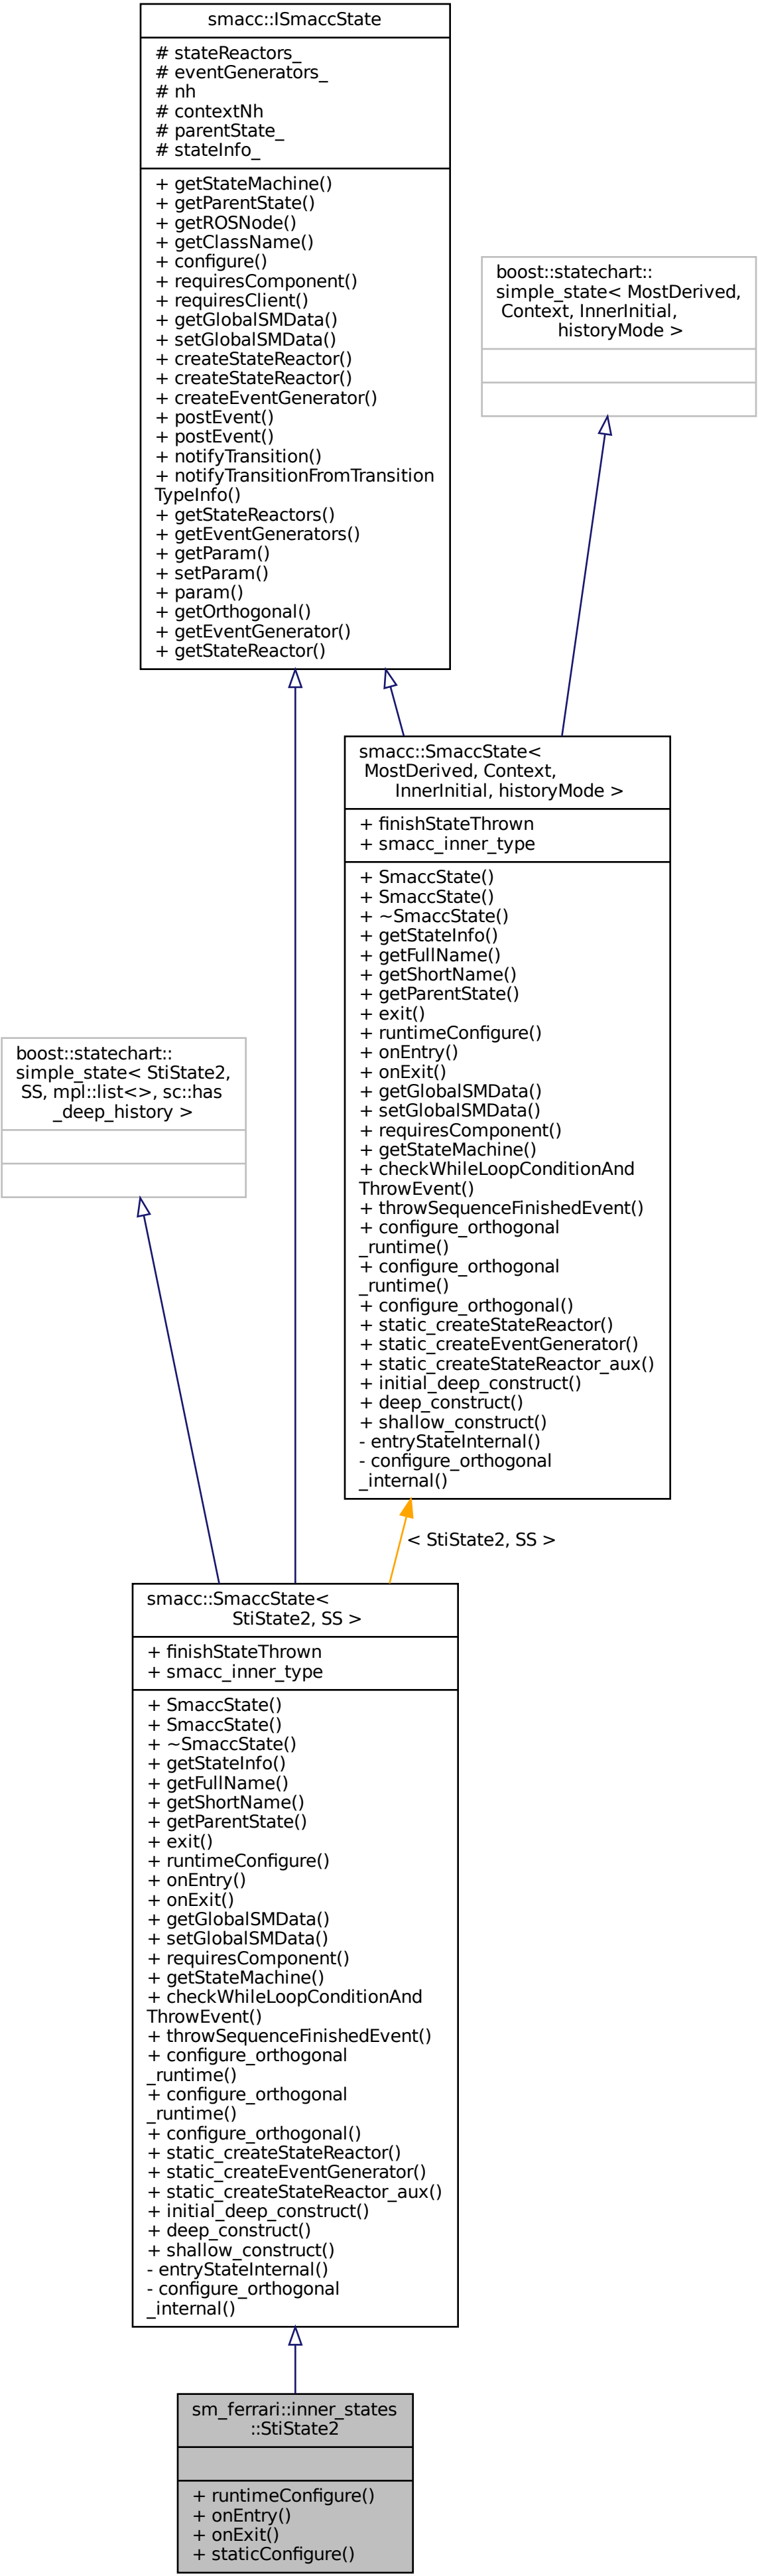 smacc::ISmaccState
# stateReactors_
# eventGenerators_
# nh
# contextNh
# parentState_
# stateInfo_
+ getStateMachine()
+ getParentState()
+ getROSNode()
+ getClassName()
+ configure()
+ requiresComponent()
+ requiresClient()
+ getGlobalSMData()
+ setGlobalSMData()
+ createStateReactor()
+ createStateReactor()
+ createEventGenerator()
+ postEvent()
+ postEvent()
+ notifyTransition()
+ notifyTransitionFromTransition
TypeInfo()
+ getStateReactors()
+ getEventGenerators()
+ getParam()
+ setParam()
+ param()
+ getOrthogonal()
+ getEventGenerator()
+ getStateReactor()
boost::statechart::
simple_state< MostDerived,
Context, InnerInitial,
historyMode >
smacc::SmaccState<
MostDerived, Context,
InnerInitial, historyMode >
+ finishStateThrown
+ smacc_inner_type
+ SmaccState()
+ SmaccState()
+ ~SmaccState()
+ getStateInfo()
+ getFullName()
+ getShortName()
+ getParentState()
+ exit()
+ runtimeConfigure()
+ onEntry()
+ onExit()
+ getGlobalSMData()
+ setGlobalSMData()
+ requiresComponent()
+ getStateMachine()
+ checkWhileLoopConditionAnd
ThrowEvent()
+ throwSequenceFinishedEvent()
+ configure_orthogonal
_runtime()
+ configure_orthogonal
_runtime()
+ configure_orthogonal()
+ static_createStateReactor()
+ static_createEventGenerator()
+ static_createStateReactor_aux()
+ initial_deep_construct()
+ deep_construct()
+ shallow_construct()
- entryStateInternal()
- configure_orthogonal
_internal()
boost::statechart::
simple_state< StiState2,
SS, mpl::list<>, sc::has
_deep_history >
< StiState2, SS >
smacc::SmaccState<
StiState2, SS >
+ finishStateThrown
+ smacc_inner_type
+ SmaccState()
+ SmaccState()
+ ~SmaccState()
+ getStateInfo()
+ getFullName()
+ getShortName()
+ getParentState()
+ exit()
+ runtimeConfigure()
+ onEntry()
+ onExit()
+ getGlobalSMData()
+ setGlobalSMData()
+ requiresComponent()
+ getStateMachine()
+ checkWhileLoopConditionAnd
ThrowEvent()
+ throwSequenceFinishedEvent()
+ configure_orthogonal
_runtime()
+ configure_orthogonal
_runtime()
+ configure_orthogonal()
+ static_createStateReactor()
+ static_createEventGenerator()
+ static_createStateReactor_aux()
+ initial_deep_construct()
+ deep_construct()
+ shallow_construct()
- entryStateInternal()
- configure_orthogonal
_internal()
sm_ferrari::inner_states
::StiState2
+ runtimeConfigure()
+ onEntry()
+ onExit()
+ staticConfigure()